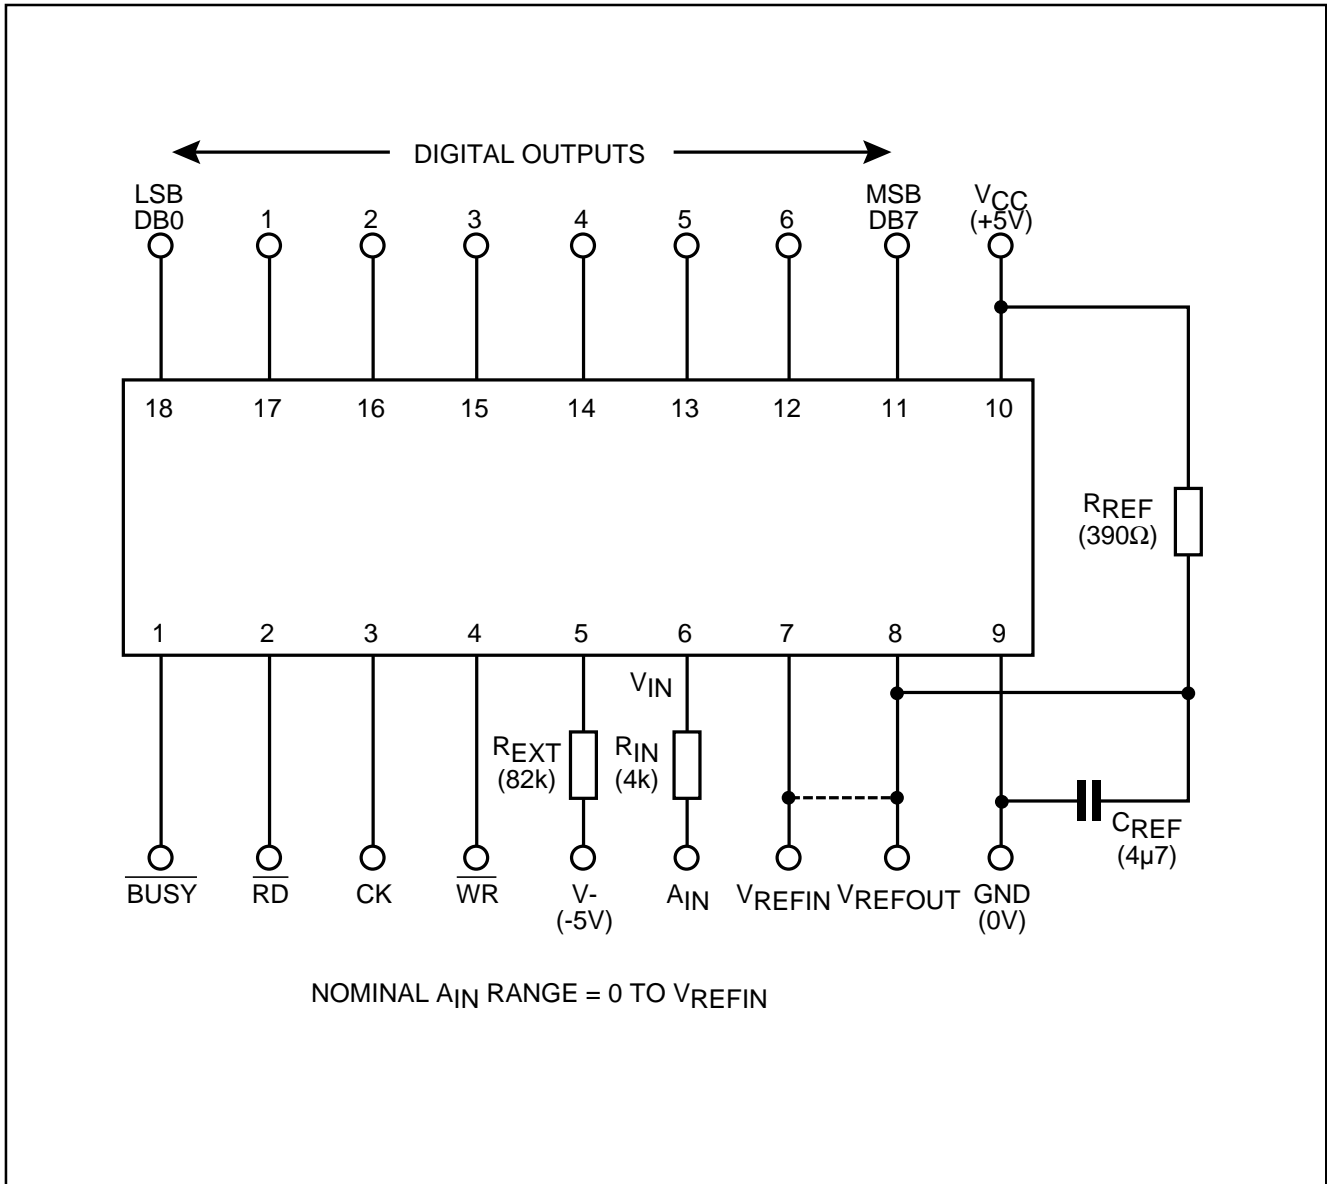 DIGITAL OUTPUTS
LSB
DB0
1
2
3
4
5
6
MSB
DB7
VCC
(+5V)
18
17
16
15
14
13
12
11
10
RREF
(390Ω)
1
2
3
4
5
6
7
8
9
VIN
REXT
(82k)
RIN
(4k)
CREF
(4µ7)
BUSY
RD
CK
WR
V-
(-5V)
AIN
VREFIN
VREFOUT
GND
(0V)
NOMINAL AIN RANGE = 0 TO VREFIN